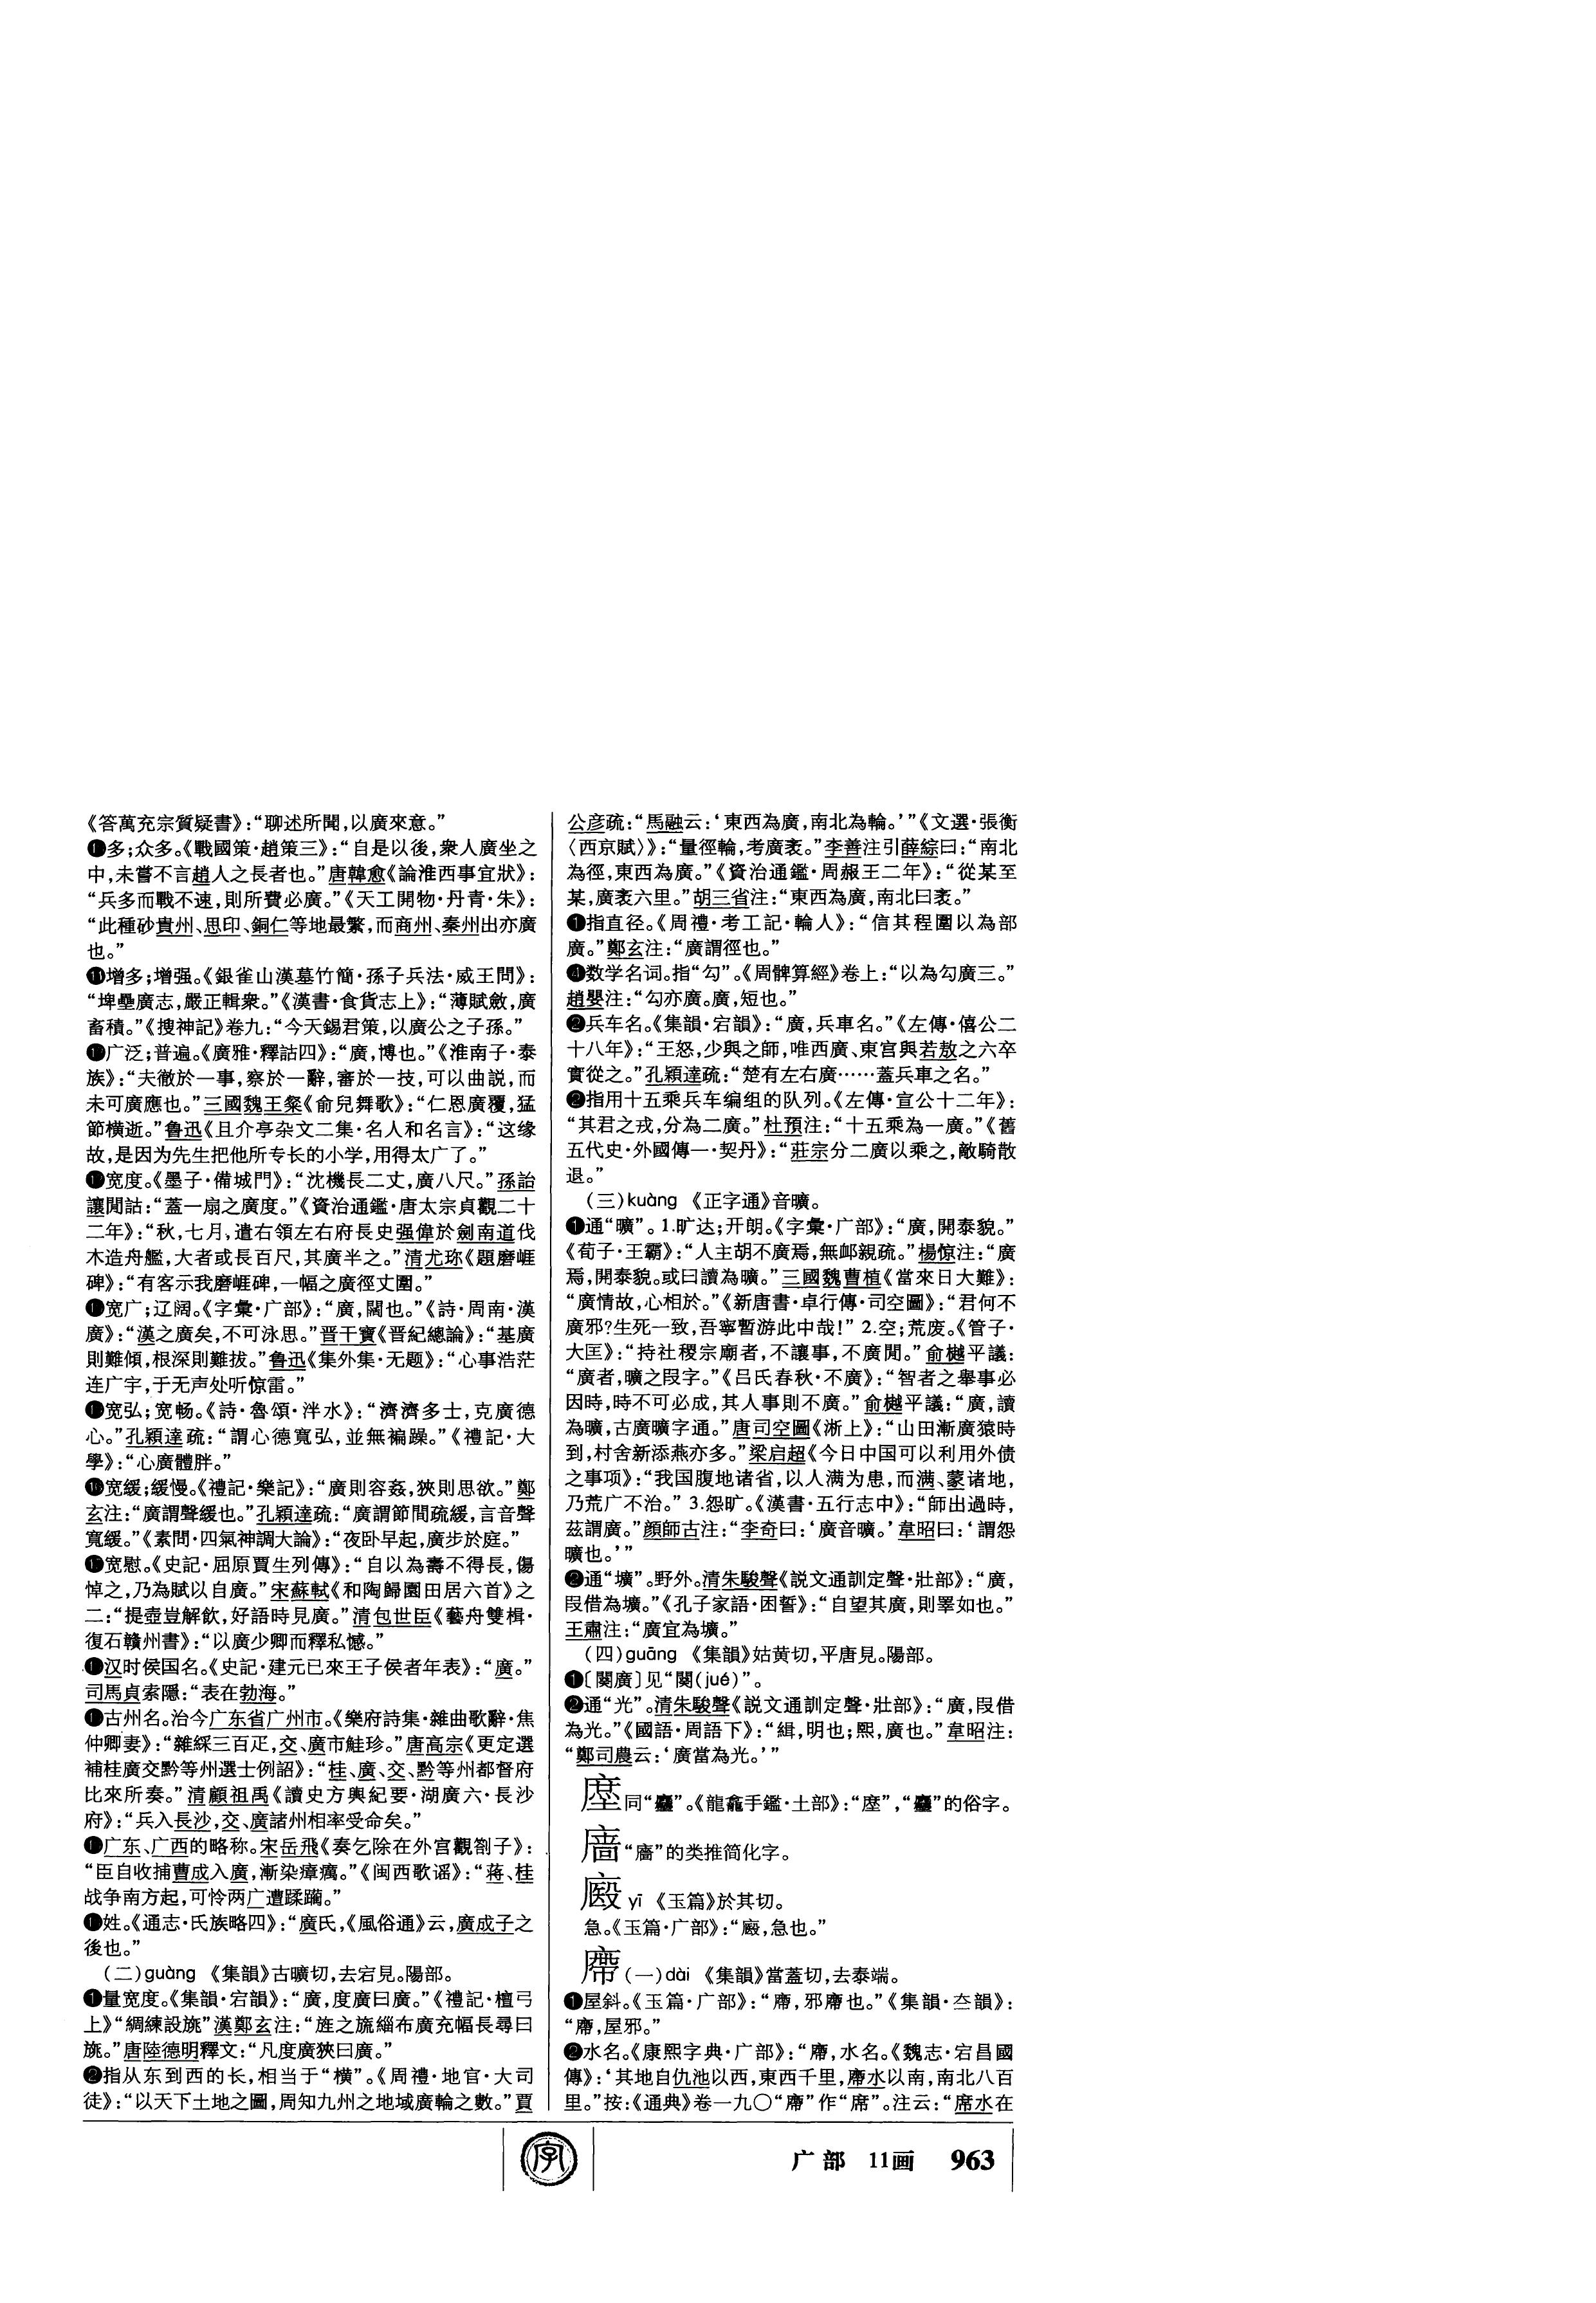 《答萬充宗質疑書》：“聊述所聞，以廣來意。”
❶多；众多。《戰國策·趙策三》：“自是以後，衆人廣坐之
中，未嘗不言趙人之長者也。”唐韓愈《論淮西事宜狀》：
“兵多而戰不速，則所費必廣。”《天工開物·丹青·朱》：
“此種砂貴州、思印、銅仁等地最繁，而商州、秦州出亦廣
也。”
⓫增多；增强。《銀雀山漢墓竹簡·孫子兵法·威王問》：
“埤壘廣志，嚴正輯衆。”《漢書·食貨志上》：“薄賦斂，廣
畜積。”《搜神記》卷九：“今天錫君策，以廣公之子孫。”
❶广泛；普遍。《廣雅·釋詁四》：“廣，博也。”《淮南子·泰
族》：“夫徹於一事，察於一辭，審於一技，可以曲説，而
未可廣應也。”三國魏王粲《俞兒舞歌》：“仁恩廣覆，猛
節横逝。”鲁迅《且介亭杂文二集·名人和名言》：“这缘
故，是因为先生把他所专长的小学，用得太广了。”
❶宽度。《墨子·備城門》：“沈機長二丈，廣八尺。”孫詒
讓閒詁：“蓋一扇之廣度。”《資治通鑑·唐太宗貞觀二十
二年》：“秋，七月，遣右領左右府長史强偉於劍南道伐
木造舟艦，大者或長百尺，其廣半之。”清尤珍《題磨崕
碑》：“有客示我磨崕碑，一幅之廣徑丈圍。”
❶宽广；辽阔。《字彙·广部》：“廣，闊也。”《詩·周南·漢
廣》：“漢之廣矣，不可泳思。”晋干寶《晋紀總論》：“基廣
則難傾，根深則難拔。”鲁迅《集外集·无题》：“心事浩茫
连广宇，于无声处听惊雷。”
❶宽弘；宽畅。《詩·魯頌·泮水》：“濟濟多士，克廣德
心。”孔穎達疏：“謂心德寬弘，並無褊躁。”《禮記·大
學》：“心廣體胖。”
❿宽缓；缓慢。《禮記·樂記》：“廣則容姦，狹則思欲。”鄭
玄注：“廣謂聲緩也。”孔穎達疏：“廣謂節間疏緩，言音聲
寬緩。”《素問·四氣神調大論》：“夜卧早起，廣步於庭。”
❶宽慰。《史記·屈原賈生列傳》：“自以為壽不得長，傷
悼之，乃為賦以自廣。”宋蘇軾《和陶歸園田居六首》之
二：“提壺豈解飲，好語時見廣。”清包世臣《藝舟雙楫·
復石贛州書》：“以廣少卿而釋私憾。”
❶汉时侯国名。《史記·建元已來王子侯者年表》：“廣。”
司馬貞索隱：“表在勃海。”
❶古州名。治今广东省广州市。《樂府詩集·雜曲歌辭·焦
仲卿妻》：“雜綵三百疋，交、廣市鮭珍。”唐高宗《更定選
補桂廣交黔等州選士例詔》：“桂、廣、交、黔等州都督府
比來所奏。”清顧祖禹《讀史方輿紀要·湖廣六·長沙
府》：“兵入長沙，交、廣諸州相率受命矣。”
❶广东、广西的略称。宋岳飛《奏乞除在外宫觀劄子》：
“臣自收捕曹成入廣，漸染瘴癘。”《闽西歌谣》：“蒋、桂
战争南方起，可怜两广遭蹂躏。”
❶姓。《通志·氏族略四》：“廣氏，《風俗通》云，廣成子之
後也。”
（二）guàng 《集韻》古曠切，去宕見。陽部。
❶量宽度。《集韻·宕韻》：“廣，度廣曰廣。”《禮記·檀弓
上》“綢練設旐”漢鄭玄注：“旌之旒緇布廣充幅長尋曰
旐。”唐陸德明釋文：“凡度廣狹曰廣。”
❷指从东到西的长，相当于“横”。《周禮·地官·大司
徒》：“以天下土地之圖，周知九州之地域廣輪之數。”賈
公彦疏：“馬融云：‘東西為廣，南北為輪。’”《文選·張衡
〈西京賦〉》：“量徑輪，考廣袤。”李善注引薛綜曰：“南北
為徑，東西為廣。”《資治通鑑·周赧王二年》：“從某至
某，廣袤六里。”胡三省注：“東西為廣，南北曰袤。”
❶指直径。《周禮·考工記·輪人》：“信其桯圍以為部
廣。”鄭玄注：“廣謂徑也。”
❹数学名词。指“勾”。《周髀算經》卷上：“以為勾廣三。”
趙嬰注：“勾亦廣。廣，短也。”
❷兵车名。《集韻·宕韻》：“廣，兵車名。”《左傳·僖公二
十八年》：“王怒，少與之師，唯西廣、東宫與若敖之六卒
實從之。”孔穎達疏：“楚有左右廣……蓋兵車之名。”
❷指用十五乘兵车编组的队列。《左傳·宣公十二年》：
“其君之戎，分為二廣。”杜預注：“十五乘為一廣。”《舊
五代史·外國傳一·契丹》：“莊宗分二廣以乘之，敵騎散
退。”
（三）kuàng 《正字通》音曠。
❶通“曠”。1.旷达；开朗。《字彙·广部》：“廣，開泰貌。”
《荀子·王霸》：“人主胡不廣焉，無卹親疏。”楊倞注：“廣
焉，開泰貌。或曰讀為曠。”三國魏曹植《當來日大難》：
“廣情故，心相於。”《新唐書·卓行傳·司空圖》：“君何不
廣邪？生死一致，吾寧暫游此中哉！”2.空；荒废。《管子·
大匡》：“持社稷宗廟者，不讓事，不廣閒。”俞樾平議：
“廣者，曠之叚字。”《吕氏春秋·不廣》：“智者之舉事必
因時，時不可必成，其人事則不廣。”俞樾平議：“廣，讀
為曠，古廣曠字通。”唐司空圖《淅上》：“山田漸廣猿時
到，村舍新添燕亦多。”梁启超《今日中国可以利用外债
之事项》：“我国腹地诸省，以人满为患，而满、蒙诸地，
乃荒广不治。”3.怨旷。《漢書·五行志中》：“師出過時，
茲謂廣。”顔師古注：“李奇曰：‘廣音曠。’韋昭曰：‘謂怨
曠也。’”
❷通“壙”。野外。清朱駿聲《説文通訓定聲·壯部》：“廣，
叚借為壙。”《孔子家語·困誓》：“自望其廣，則睪如也。”
王肅注：“廣宜為壙。”
（四）guāng 《集韻》姑黄切，平唐見。陽部。
❶〔䦼廣〕见“䦼（jué）”。
❷通“光”。清朱駿聲《説文通訓定聲·壯部》：“廣，叚借
為光。”《國語·周語下》：“緝，明也；熙，廣也。”韋昭注：
“鄭司農云：‘廣當為光。’”
同“廳”。《龍龕手鑑·土部》：
的俗字。
“廧”的类推简化字。
廏 yī 《玉篇》於其切。
急。《玉篇·广部》：
急也。”
廗（一）dài 《集韻》當蓋切，去泰端。
❶屋斜。《玉篇·广部》：“廗，邪廗也。”《集韻·夳韻》：
“廗，屋邪。”
❷水名。《康熙字典·广部》：“廗，水名。《魏志·宕昌國
傳》：‘其地自仇池以西，東西千里，廗水以南，南北八百
里。”按：《通典》卷一九〇“廗”作“席”。注云：“席水在
广部 11画 963